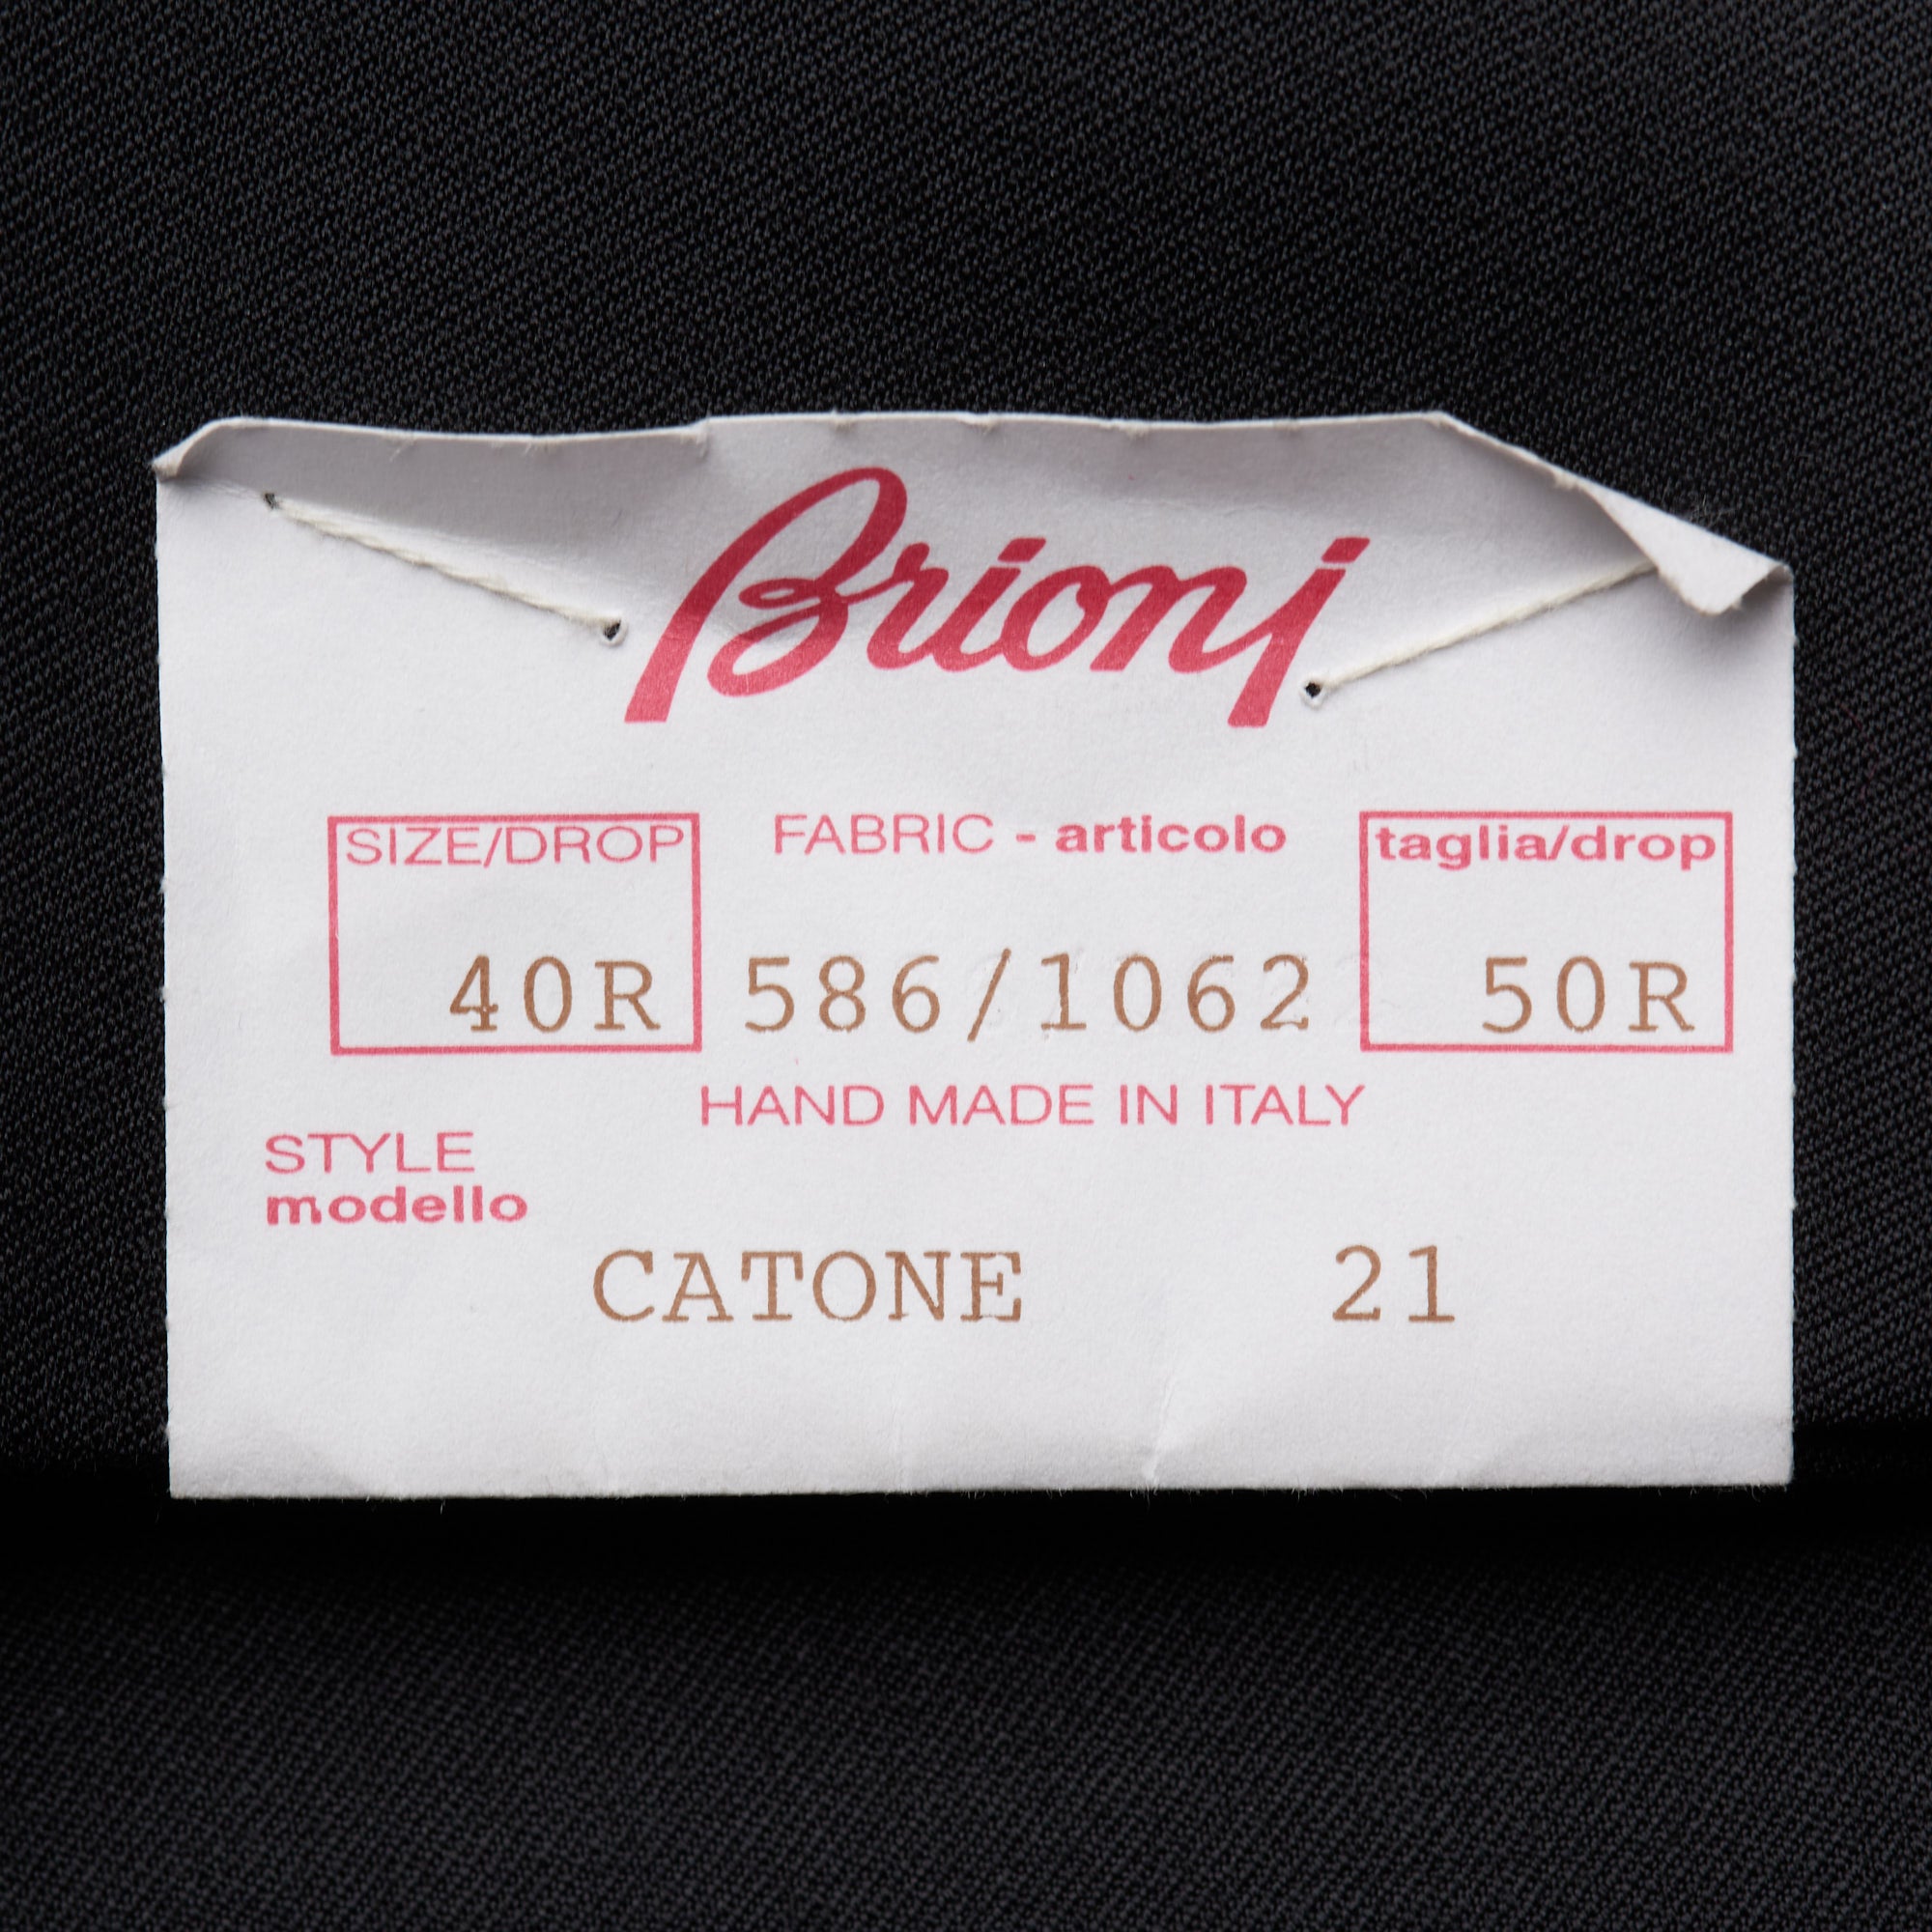 Brioni
SIZE/DROP FABRIC - articolo taglia/drop
40R 586/1062 50R
HAND MADE IN ITALY
STYLE
modello
CATONE 21